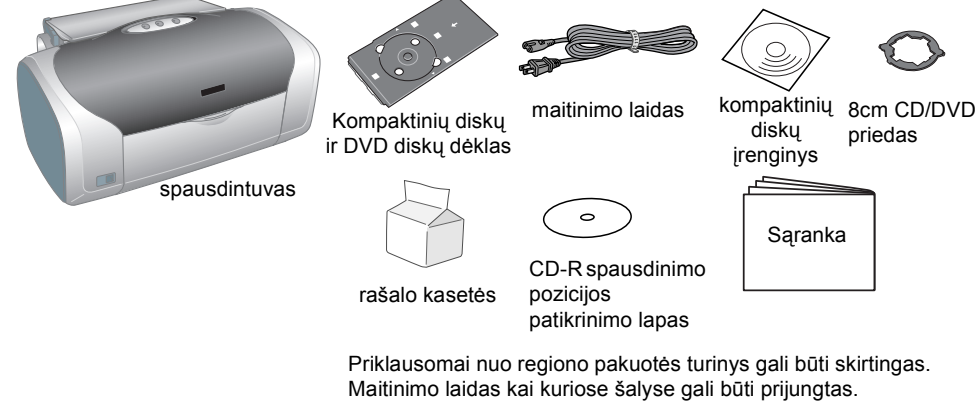 spausdintuvas
Kompaktinių diskų
ir DVD diskų dėklas
maitinimo laidas
kompaktinių
diskų
įrenginys
8cm CD/DVD
priedas
rašalo kasetės
CD-R spausdinimo
pozicijos
patikrinimo lapas
Sąranka
Priklausomai nuo regiono pakuotės turinys gali būti skirtingas.
Maitinimo laidas kai kuriose šalyse gali būti prijungtas.